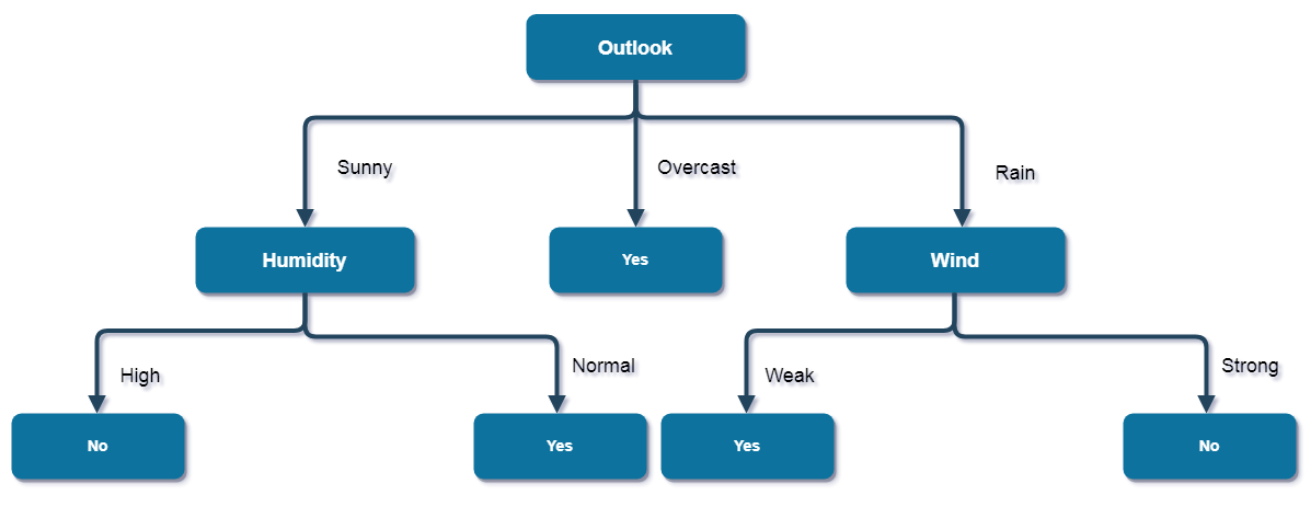 Outlook
Sunny
Overcast
Rain
Humidity
Yes
Wind
High
Normal
Weak
Strong
No
Yes
Yes
No